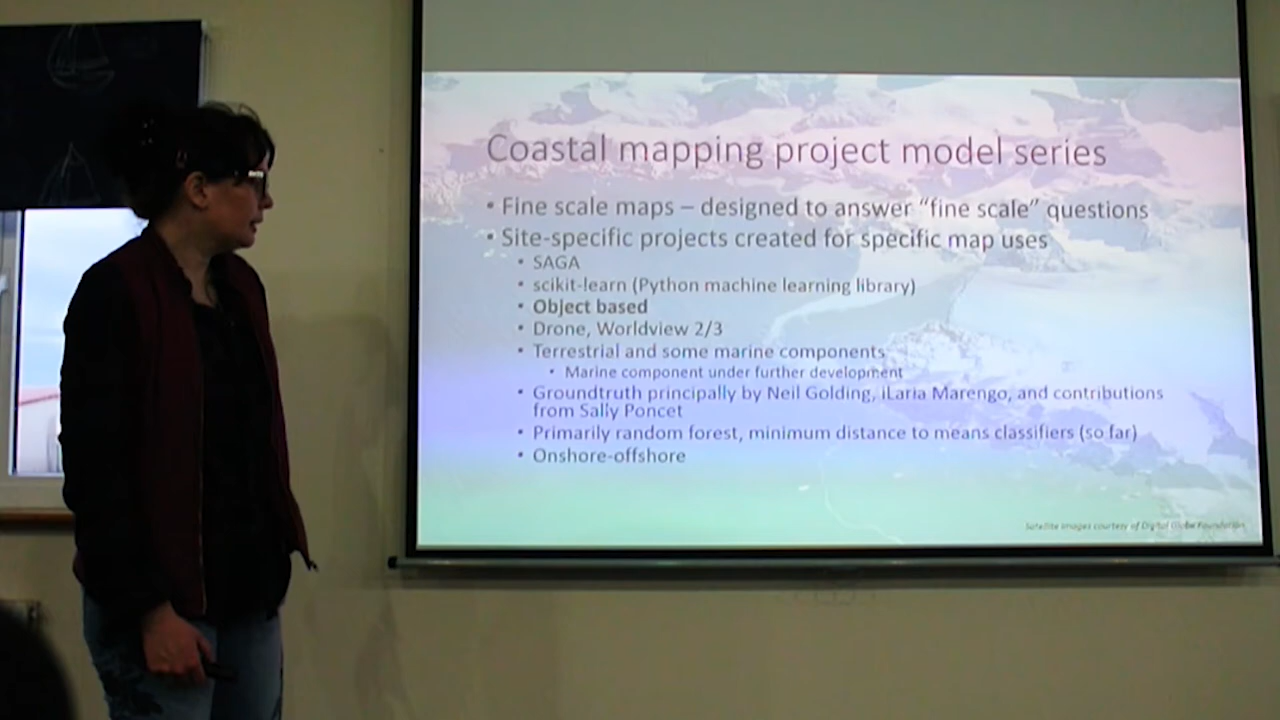 Coastal mapping project model series
• Fine scale maps – designed to answer “fine scale” questions
• Site-specific projects created for specific map uses
• SAGA
• scikit-learn (Python machine learning library)
• Object based
• Drone, Worldview 2/3
• Terrestrial and some marine components
• Marine component under further development
• Groundtruth principally by Neil Golding, iLaria Marengo, and contributions
from Sally Poncet
• Primarily random forest, minimum distance to means classifiers (so far)
• Onshore-offshore
Satellite images courtesy of Digital Globe Foundation